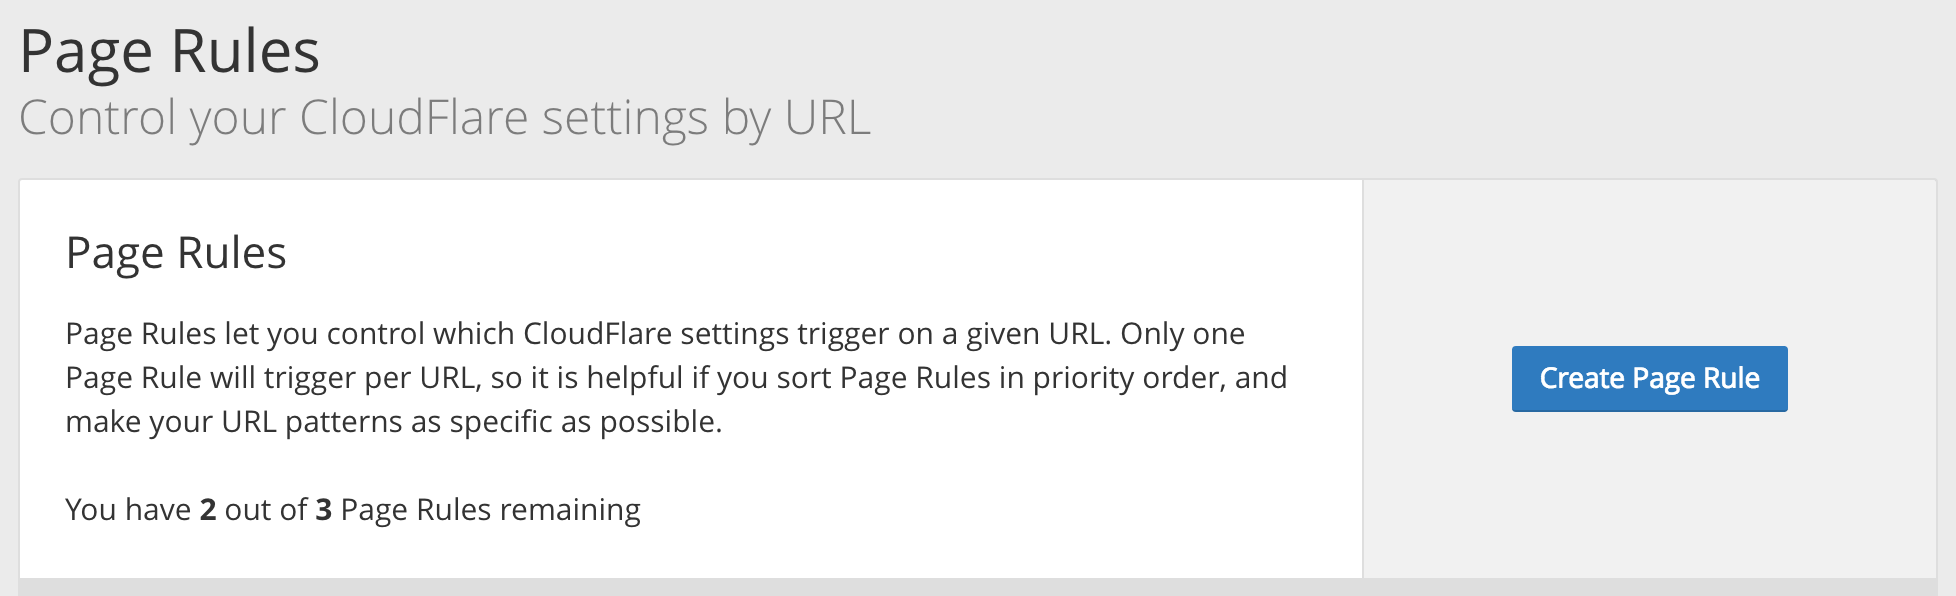 Page Rules
Control your CloudFlare settings by URL
Page Rules
Page Rules let you control which CloudFlare settings trigger on a given URL. Only one
Page Rule will trigger per URL, so it is helpful if you sort Page Rules in priority order, and
make your URL patterns as specific as possible.
You have 2 out of 3 Page Rules remaining
Create Page Rule